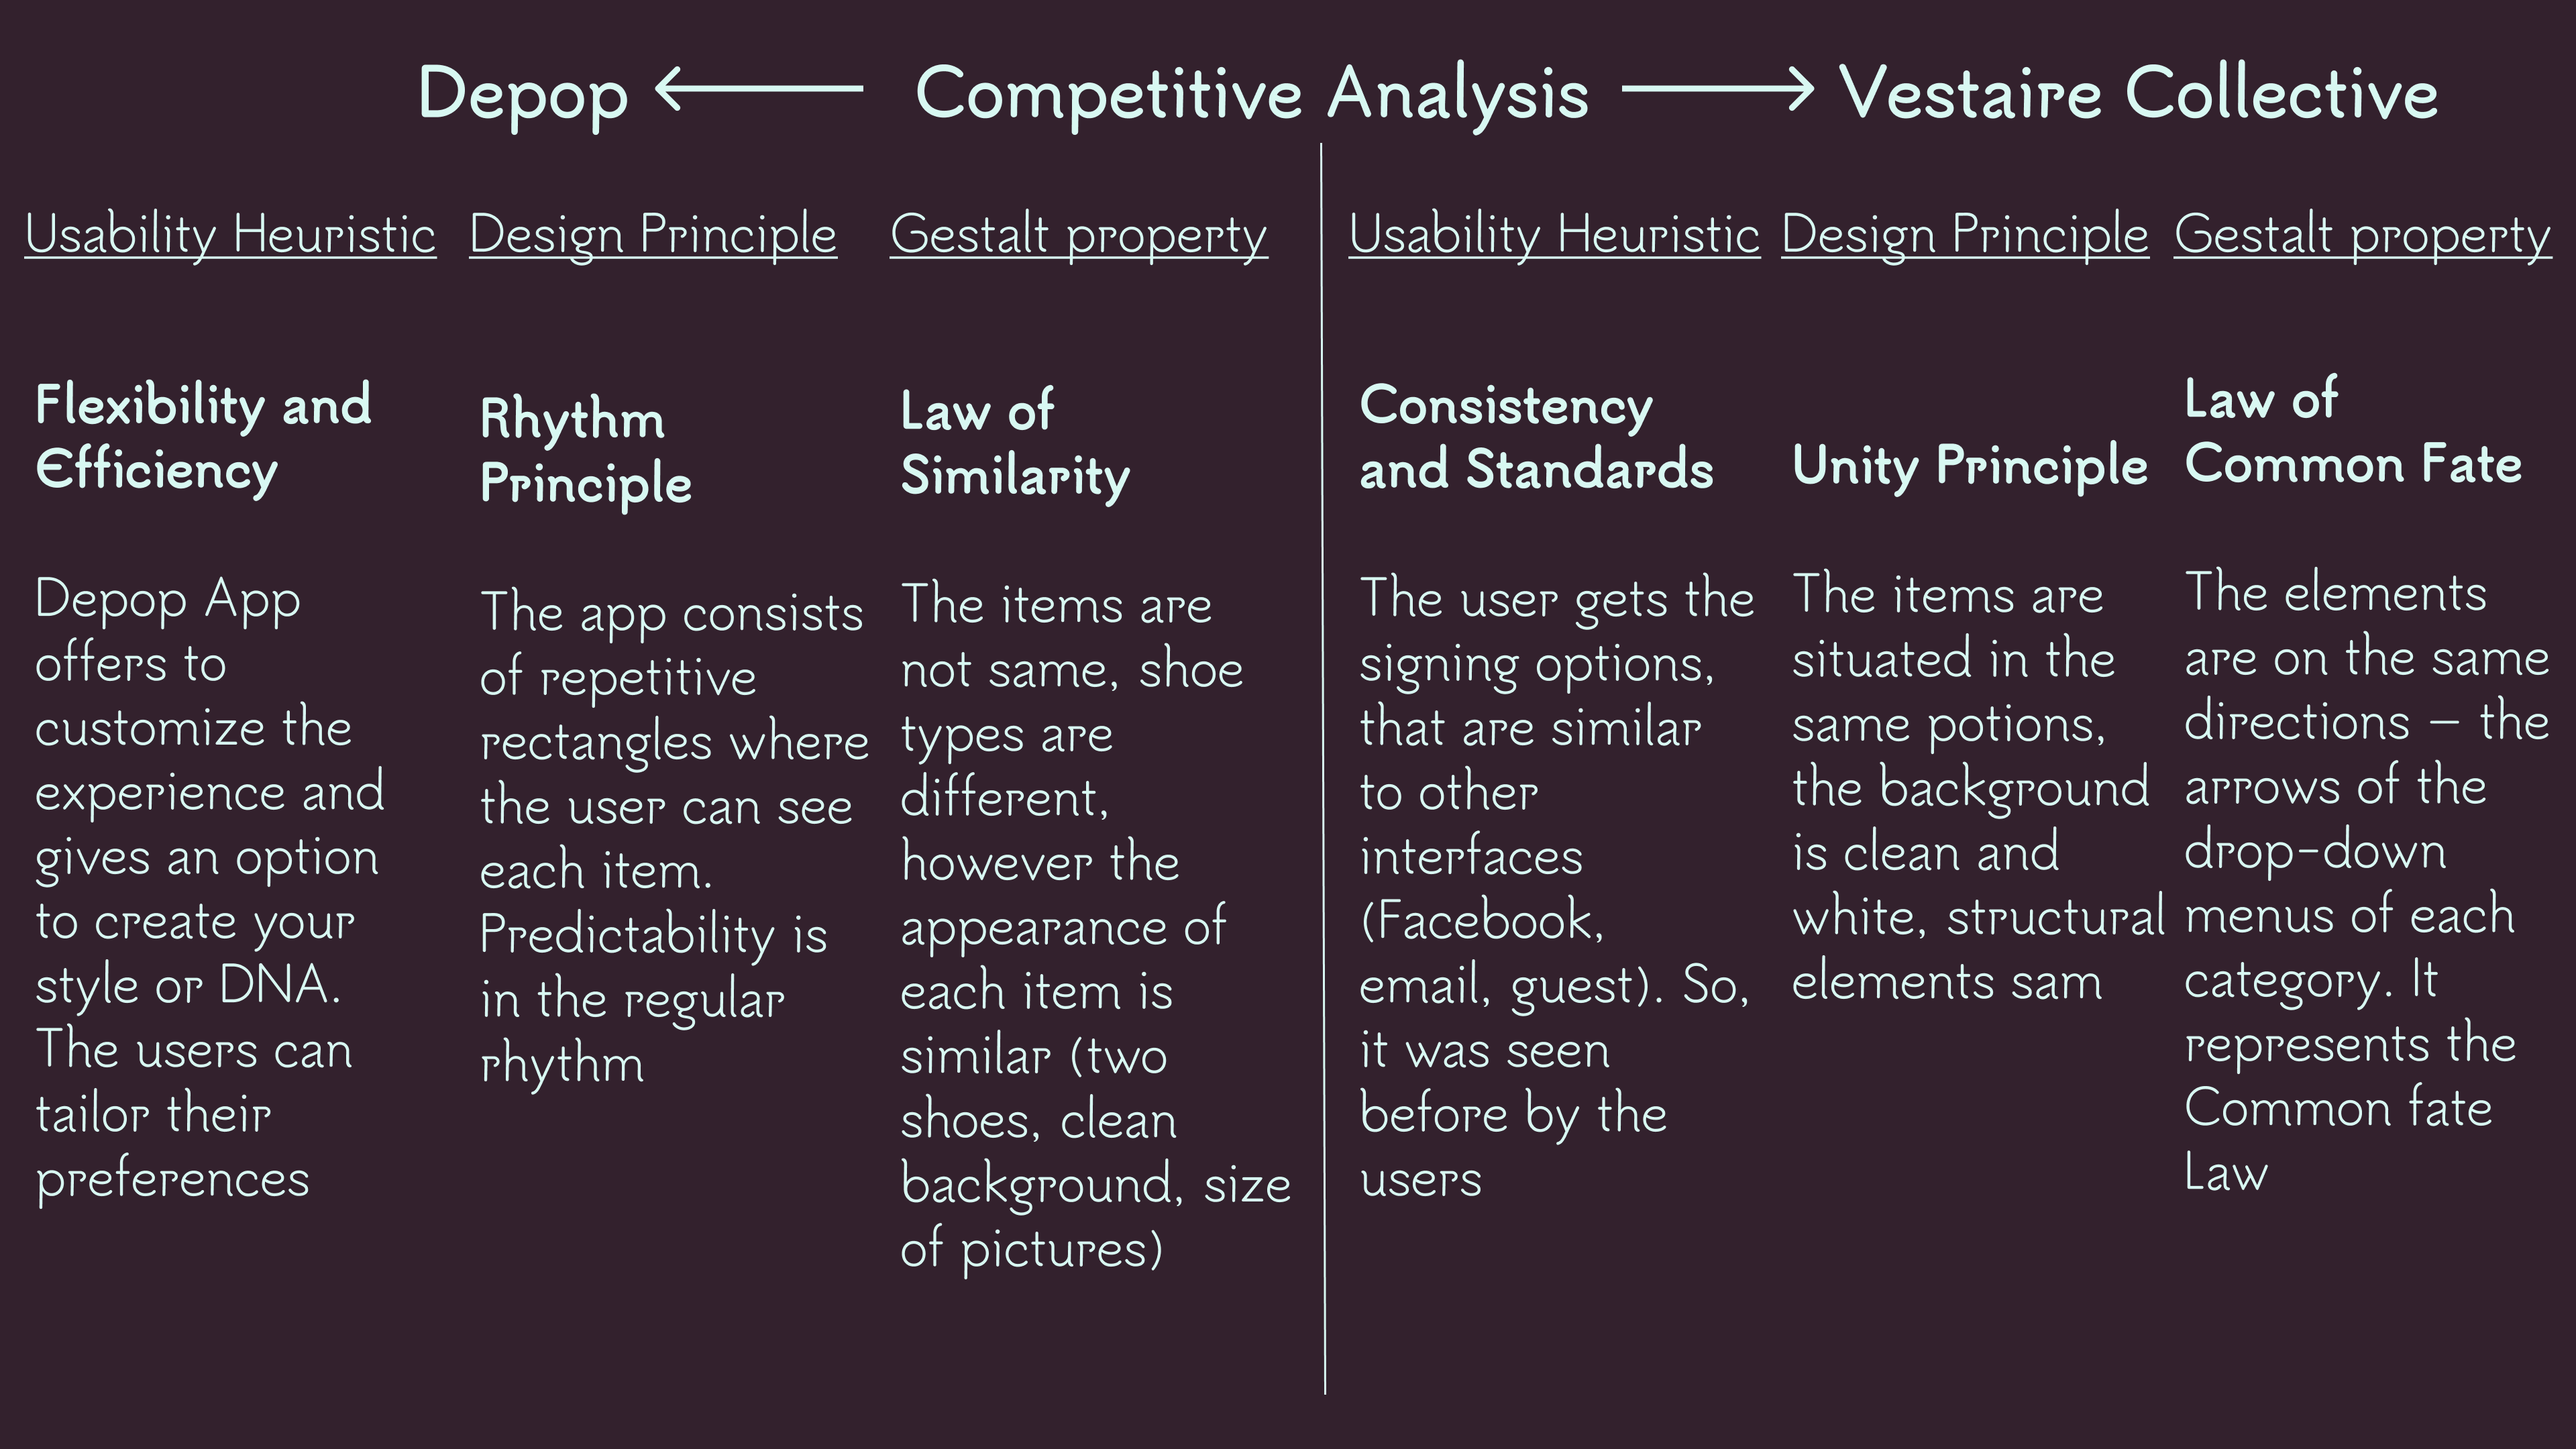 Depop ← Competitive Analysis → Vestaire Collective
Usability Heuristic
Flexibility and
Efficiency
Depop App
offers to
customize the
experience and
gives an option
to create your
style or DNA.
The users can
tailor their
preferences
Design Principle
Rhythm
Principle
The app consists
of repetitive
rectangles where
the user can see
each item.
Predictability is
in the regular
rhythm
Gestalt property
Law of
Similarity
The items are
not same, shoe
types are
different,
however the
appearance of
each item is
similar (two
shoes, clean
background, size
of pictures)
Usability Heuristic
Consistency
and Standards
The user gets the
signing options,
that are similar
to other
interfaces
(Facebook,
email, guest). So,
it was seen
before by the
users
Design Principle
Unity Principle
The items are
situated in the
same potions,
the background
is clean and
white, structural
elements sam
Gestalt property
Law of
Common Fate
The elements
are on the same
directions – the
arrows of the
drop-down
menus of each
category. It
represents the
Common fate
Law